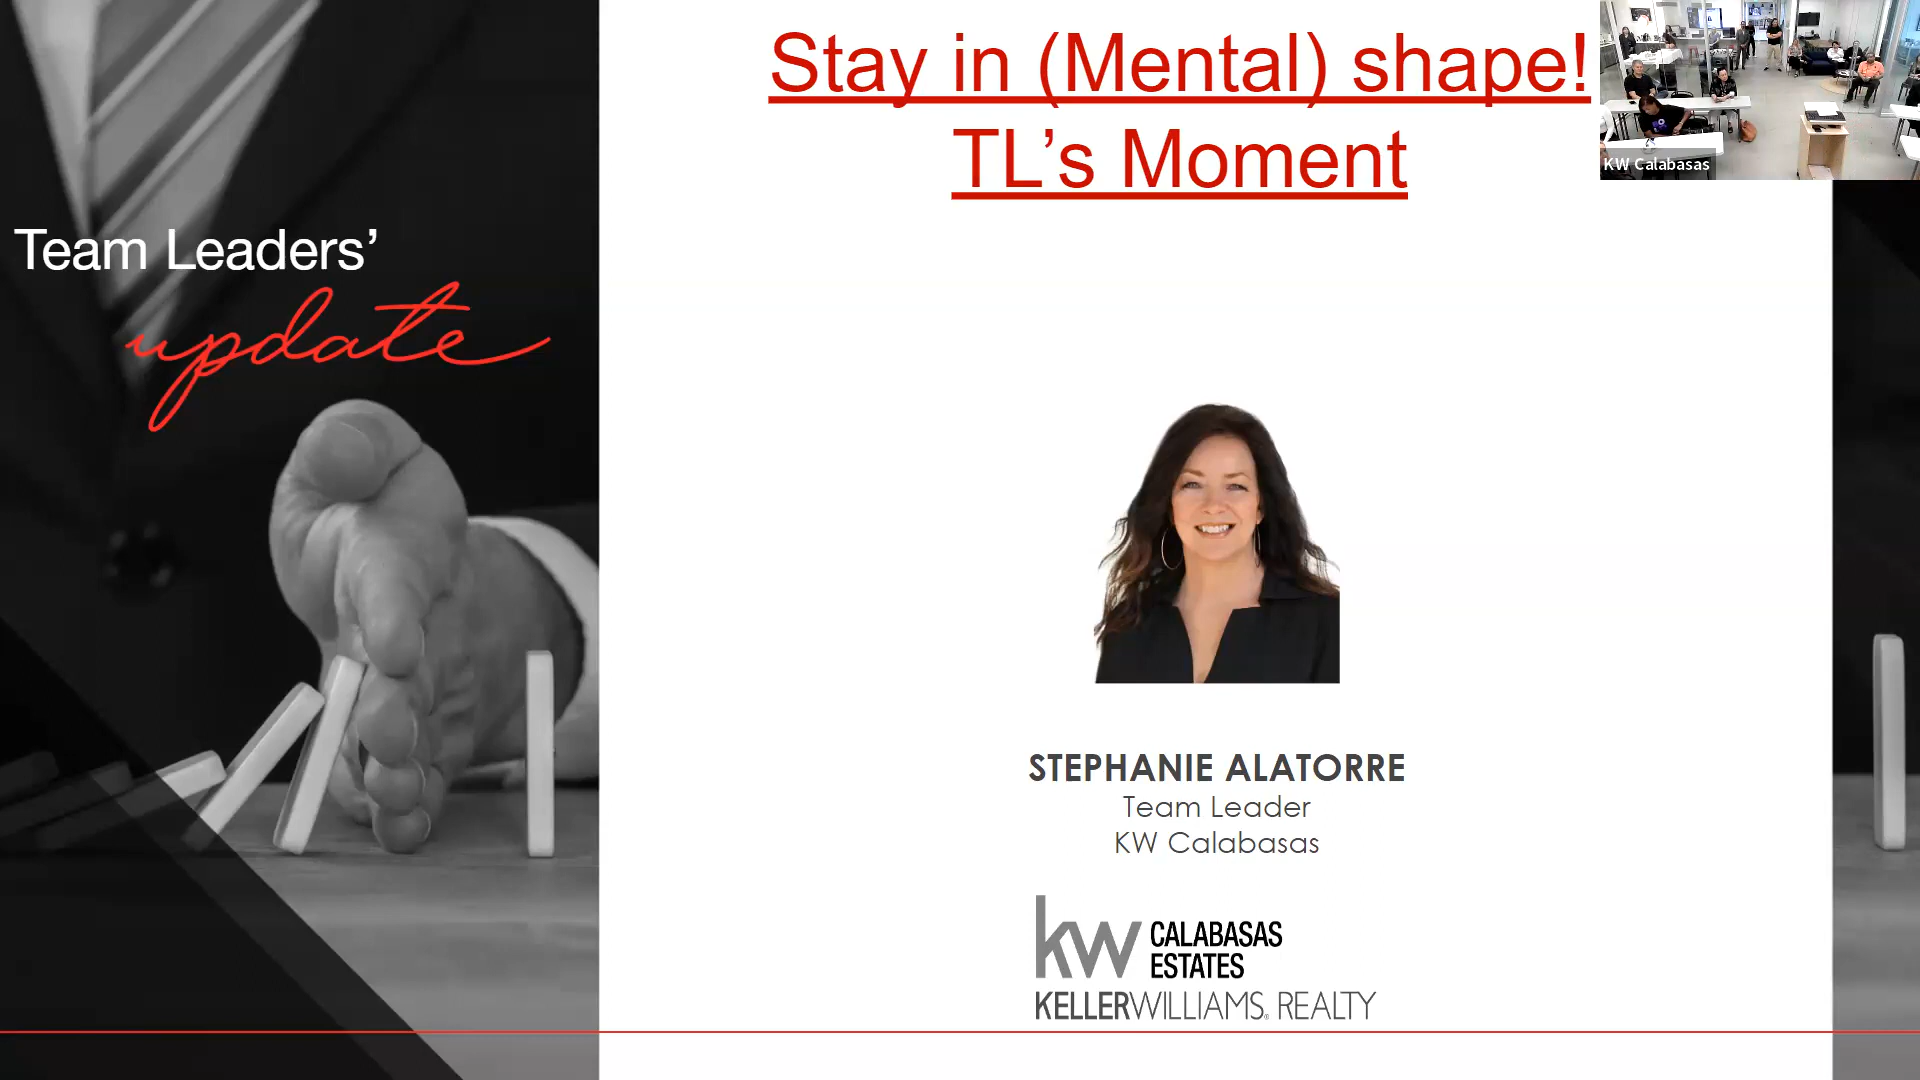 Stay in (Mental) shape!
TL’s Moment
KW Calabasas
Team Leaders’
update
STEPHANIE ALATORRE
Team Leader
KW Calabasas
kw CALABASAS
ESTATES
KELLERWILLIAMS. REALTY